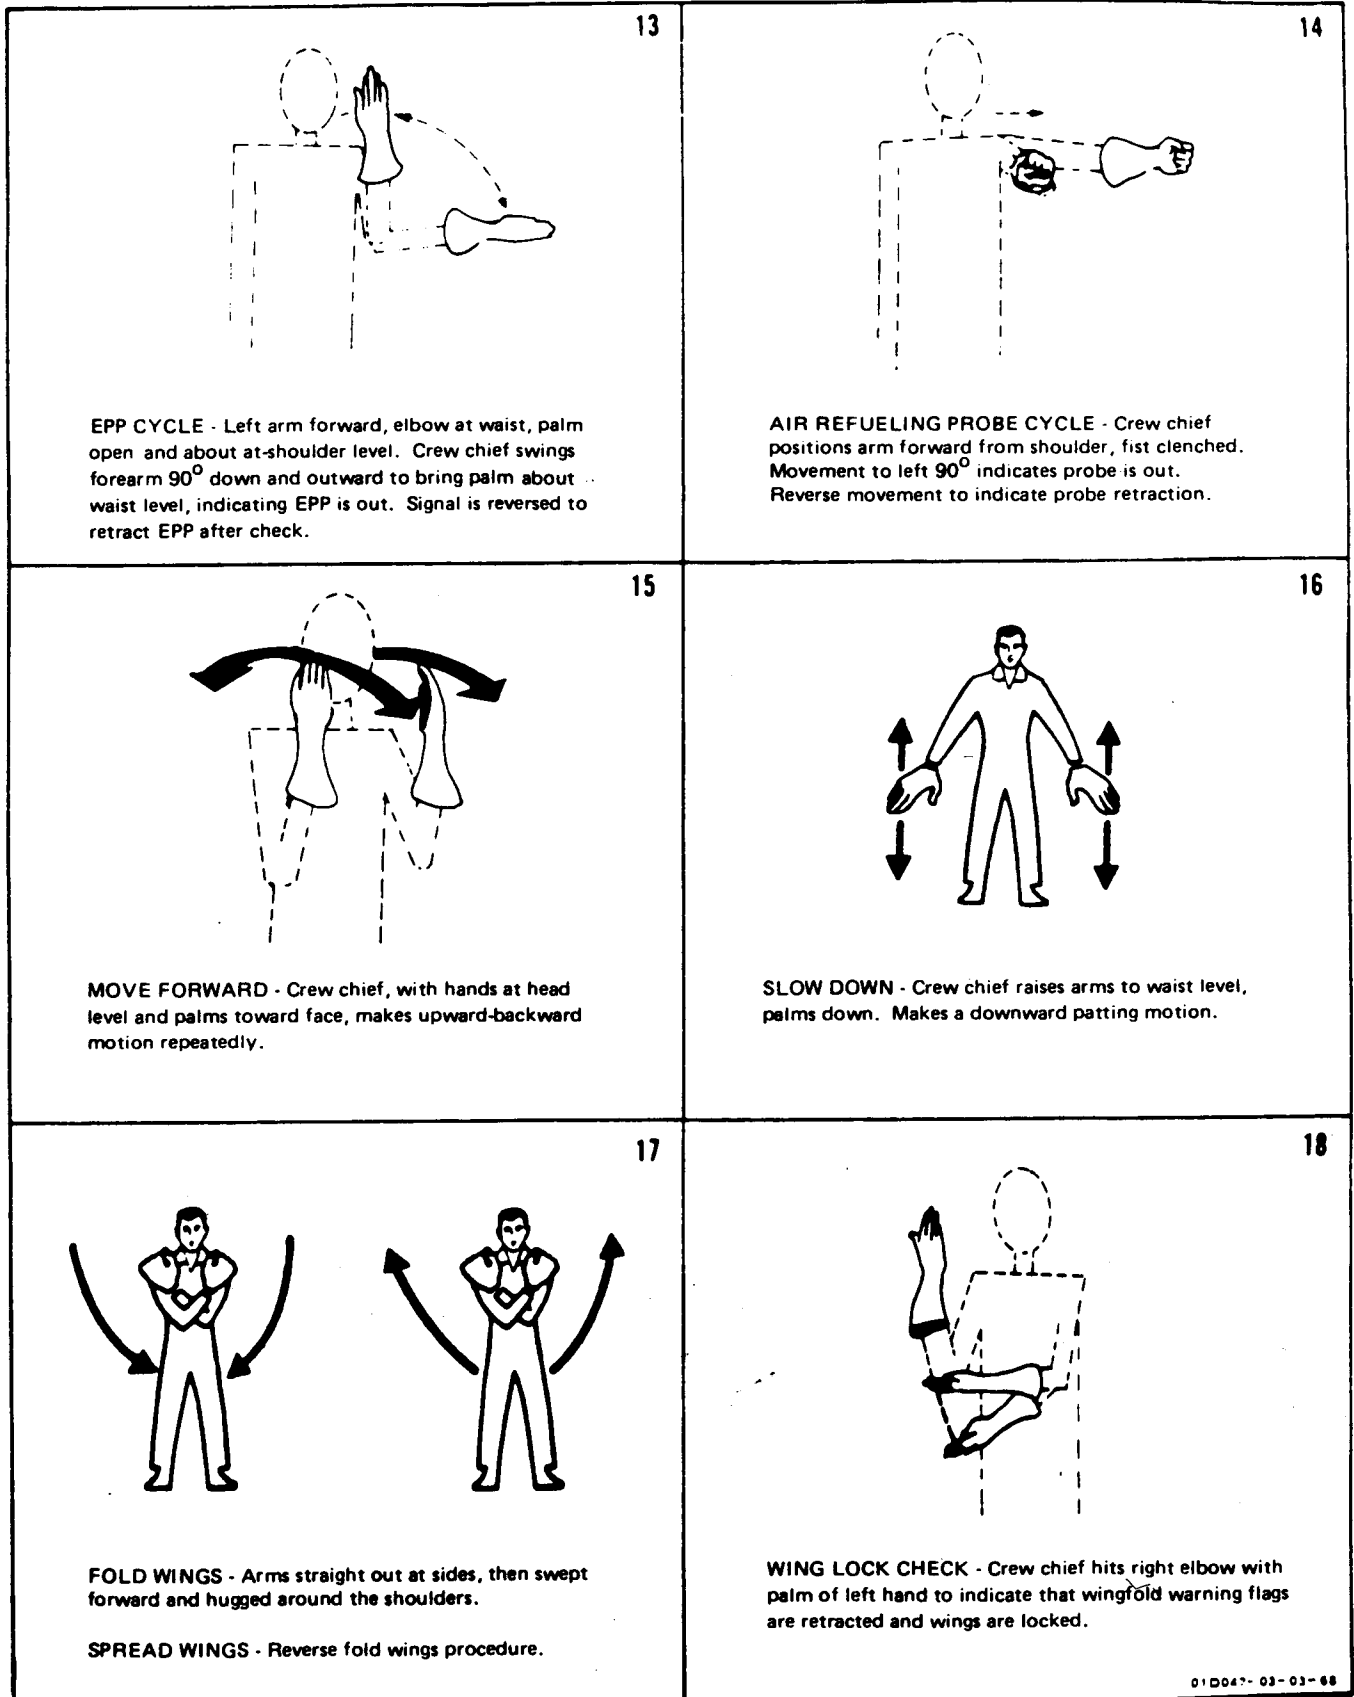 13
EPP CYCLE - Left arm forward, elbow at waist, palm
open and about at-shoulder level. Crew chief swings
forearm 90° down and outward to bring palm about
waist level, indicating EPP is out. Signal is reversed to
retract EPP after check.
14
AIR REFUELING PROBE CYCLE - Crew chief
positions arm forward from shoulder, fist clenched.
Movement to left 90° indicates probe is out.
Reverse movement to indicate probe retraction.
15
MOVE FORWARD - Crew chief, with hands at head
level and palms toward face, makes upward-backward
motion repeatedly.
16
SLOW DOWN - Crew chief raises arms to waist level,
palms down. Makes a downward patting motion.
17
FOLD WINGS - Arms straight out at sides, then swept
forward and hugged around the shoulders.
SPREAD WINGS - Reverse fold wings procedure.
18
WING LOCK CHECK - Crew chief hits right elbow with
palm of left hand to indicate that wingfold warning flags
are retracted and wings are locked.